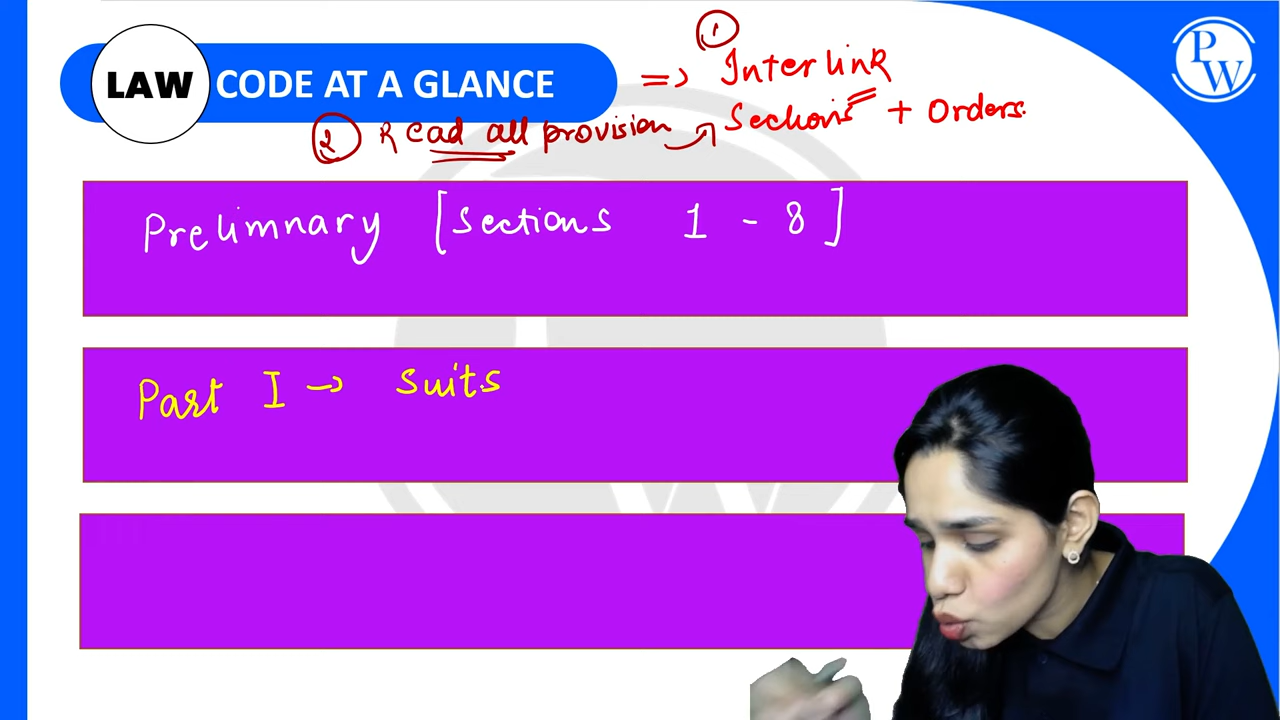 ①
LAW CODE AT A GLANCE => Interlink
② Read all provision Sections + Orders.
PW
Prelimnary [Sections 1 - 8]
Part I → Suits